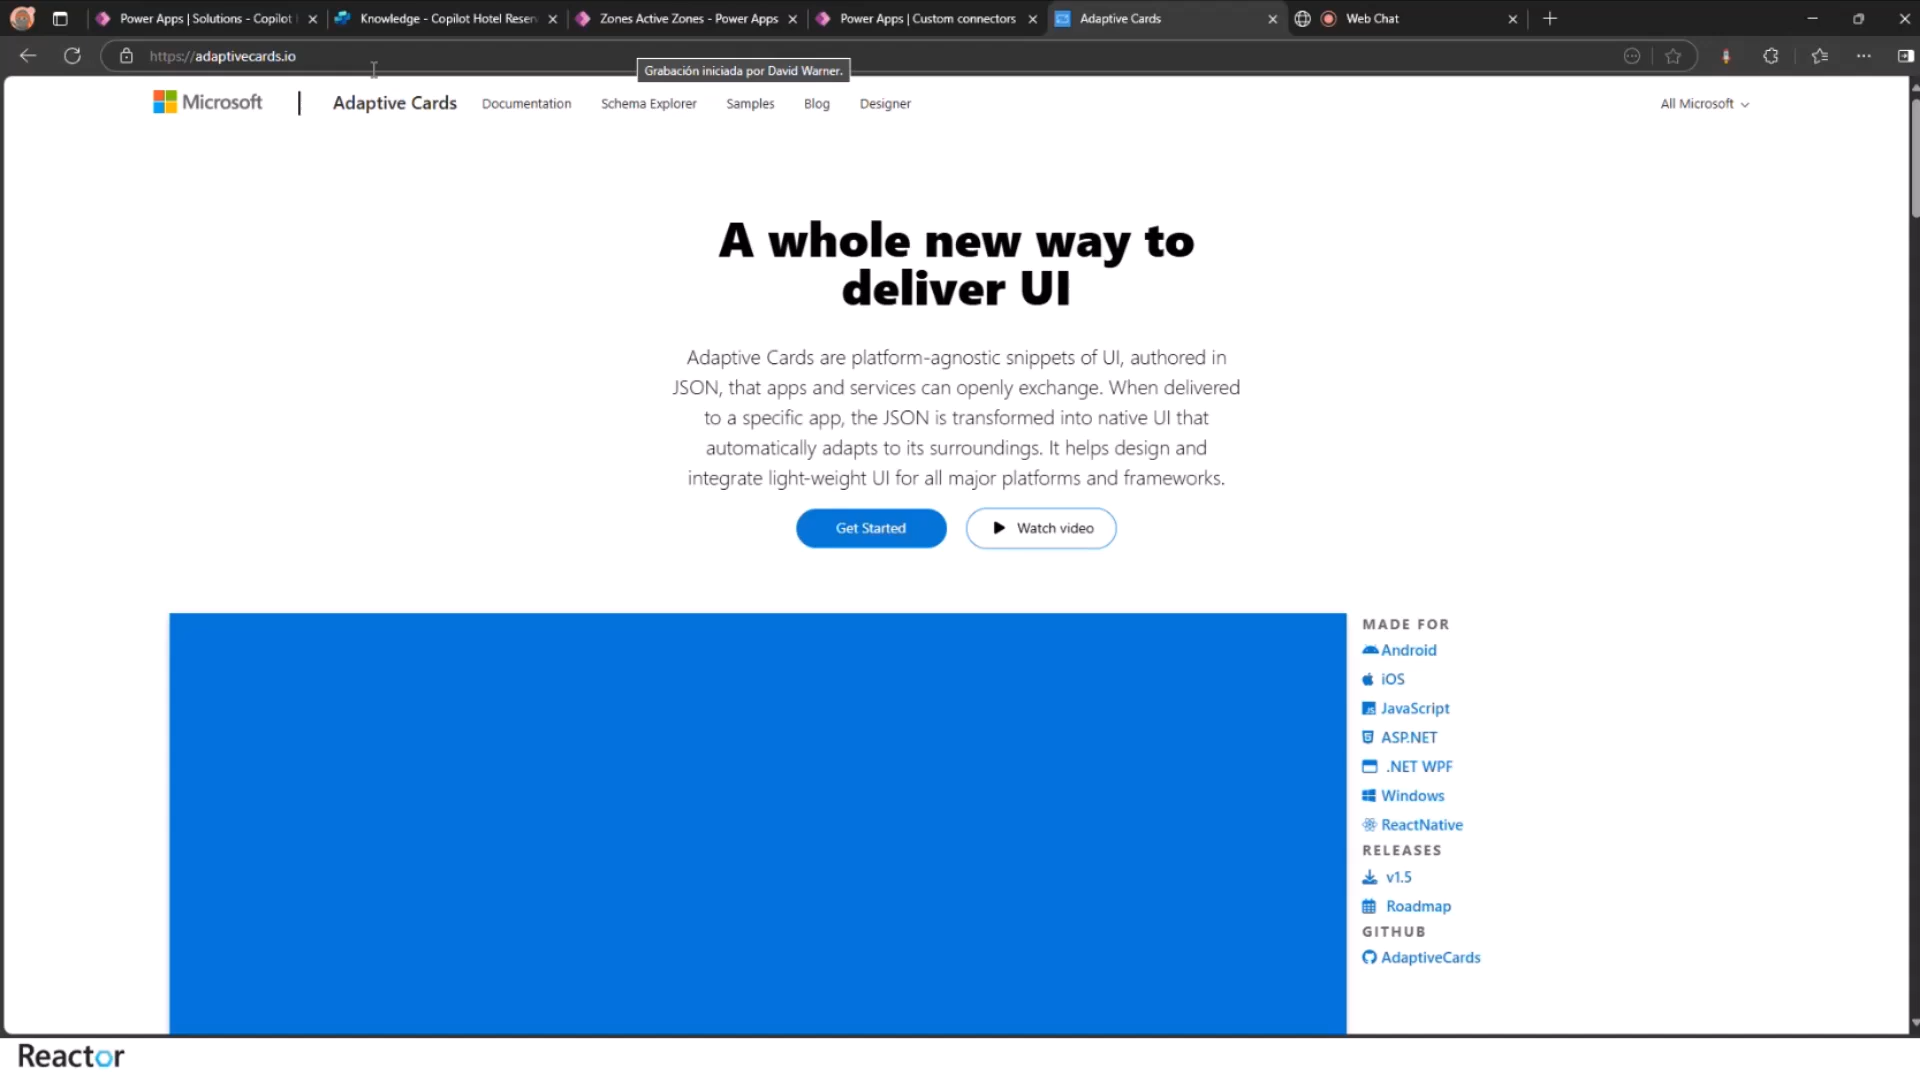 Power Apps | Solutions - Copilot
Knowledge - Copilot Hotel Reser
Zones Active Zones - Power Apps
Power Apps | Custom connectors
Adaptive Cards
Web Chat
https://adaptivecards.io
Grabación iniciada por David Warner.
Microsoft
Adaptive Cards
Documentation
Schema Explorer
Samples
Blog
Designer
All Microsoft
A whole new way to
deliver UI
Adaptive Cards are platform-agnostic snippets of UI, authored in
JSON, that apps and services can openly exchange. When delivered
to a specific app, the JSON is transformed into native UI that
automatically adapts to its surroundings. It helps design and
integrate light-weight UI for all major platforms and frameworks.
Get Started
Watch video
MADE FOR
Android
iOS
JavaScript
ASP.NET
.NET WPF
Windows
ReactNative
RELEASES
v1.5
Roadmap
GITHUB
AdaptiveCards
Reactor